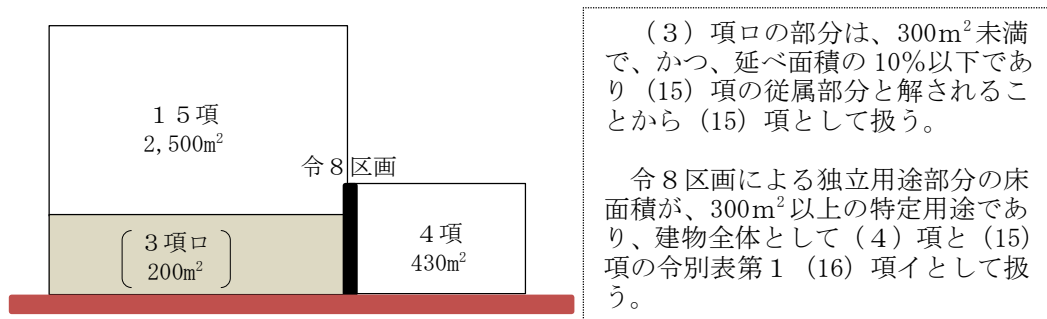 １５項
2,500m²
令８区画
３項ロ
200m²
４項
430m²
（３）項ロの部分は、300m²未満
で、かつ、延べ面積の 10％以下であ
り（15）項の従属部分と解されるこ
とから（15）項として扱う。
令８区画による独立用途部分の床
面積が、300m²以上の特定用途であ
り、建物全体として（４）項と（15）
項の令別表第１（16）項イとして扱
う。